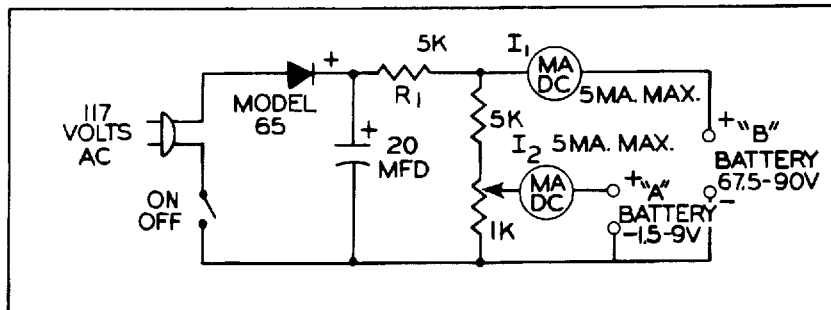 5K
I1
MA
DC
5MA. MAX.
+
MODEL
65
R1
117
VOLTS
AC
+
20
MFD
5K
I2
5MA. MAX.
MA
DC
+ "B"
BATTERY
67.5-90V
-
+ "A"
BATTERY
-1.5-9V
ON
OFF
1K